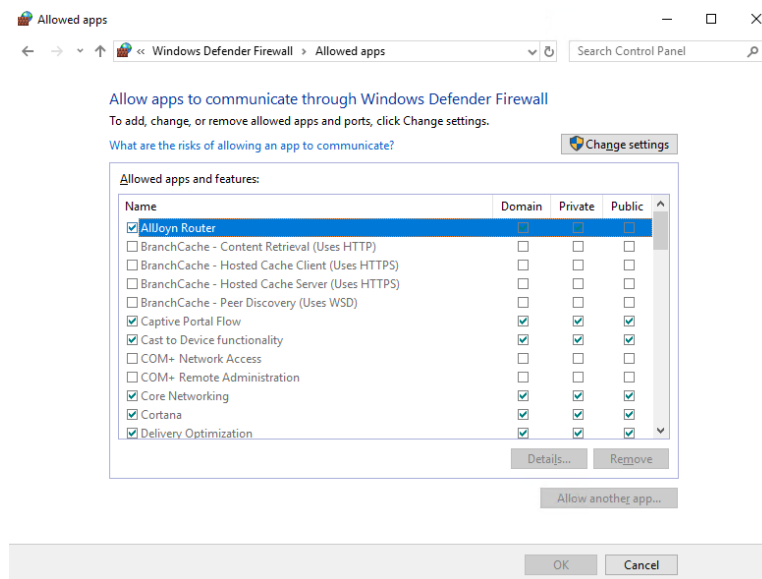 Allowed apps
« Windows Defender Firewall > Allowed apps
Search Control Panel
Allow apps to communicate through Windows Defender Firewall
To add, change, or remove allowed apps and ports, click Change settings.
What are the risks of allowing an app to communicate?
Change settings
Allowed apps and features:
Name Domain Private Public
AllJoyn Router
BranchCache - Content Retrieval (Uses HTTP)
BranchCache - Hosted Cache Client (Uses HTTPS)
BranchCache - Hosted Cache Server (Uses HTTPS)
BranchCache - Peer Discovery (Uses WSD)
Captive Portal Flow
Cast to Device functionality
COM+ Network Access
COM+ Remote Administration
Core Networking
Cortana
Delivery Optimization
Details... Remove
Allow another app...
OK Cancel